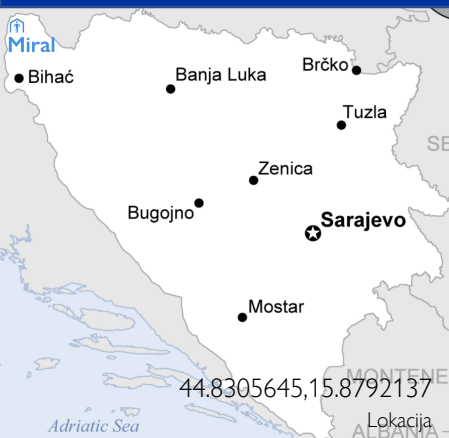 Miral
Bihać
Banja Luka
Brčko
Tuzla
SE
Zenica
Bugojno
Sarajevo
Mostar
MONTENE
44.8305645,15.8792137
Lokacija
ALBANIA
Adriatic Sea